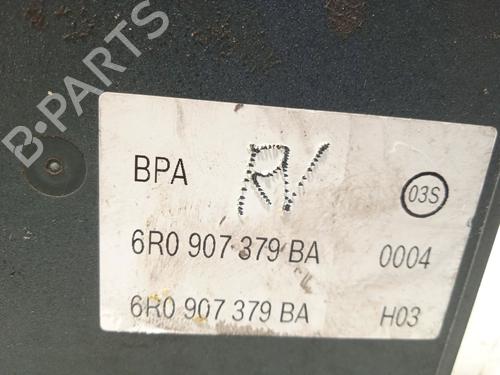 B-PARTS
BPA RV 03S
6R0 907 379 BA 0004
6R0 907 379 BA H03